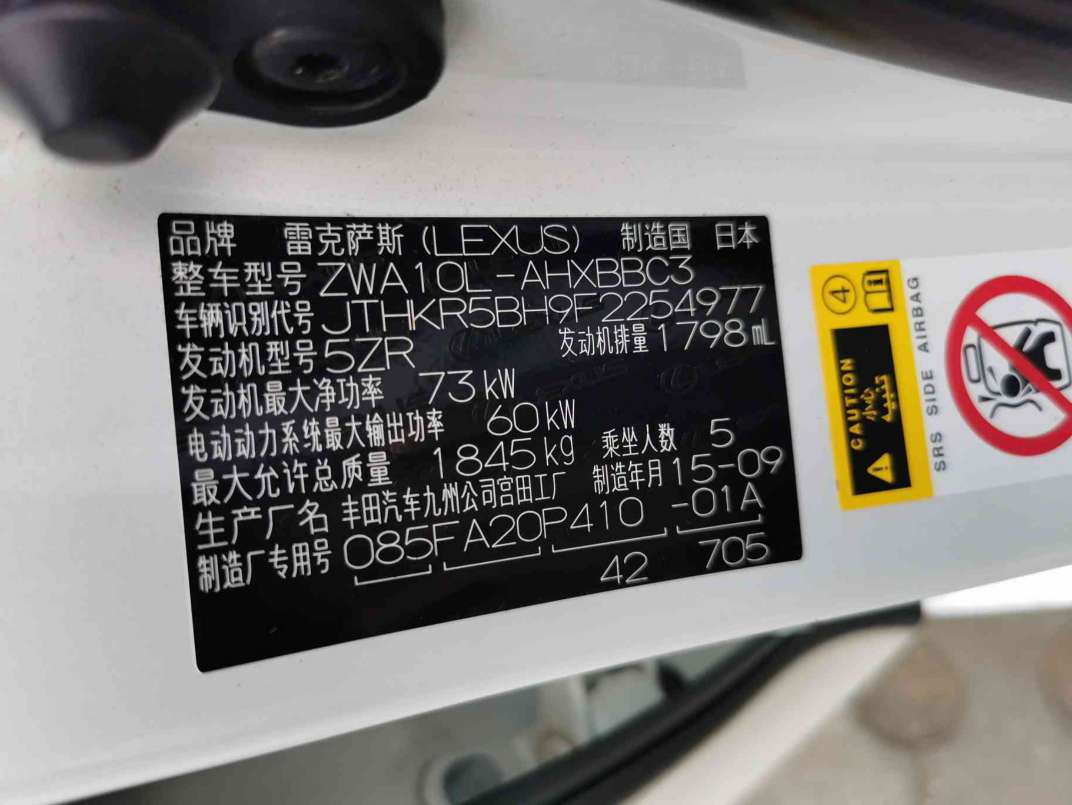 品牌 雷克萨斯 (LEXUS) 制造国 日本
整车型号 ZWA10L-AHXBBC3
车辆识别代号 JTHKR5BH9F2254977
发动机型号 5ZR 发动机排量 1798mL
发动机最大净功率 73kW
电动动力系统最大输出功率 60kW
最大允许总质量 1845kg 乘坐人数 5
生产厂名 丰田汽车九州公司宫田工厂 制造年月 15-09
制造厂专用号 085FA20P410-01A
42 705
4
CAUTION
小心
SRS SIDE AIRBAG